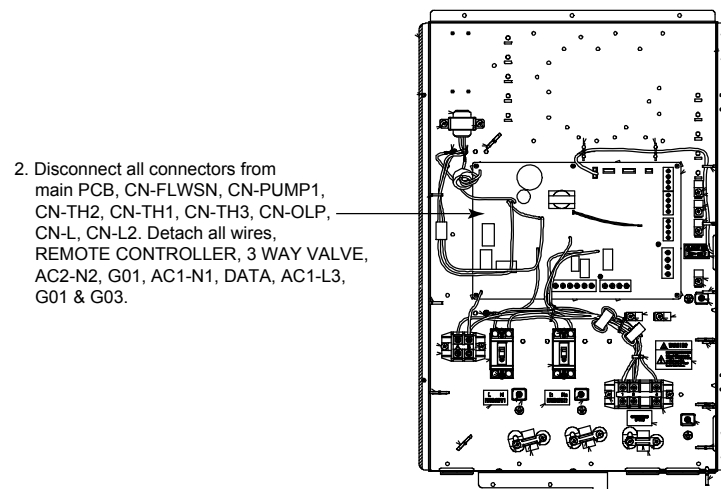 2. Disconnect all connectors from
main PCB, CN-FLWSN, CN-PUMP1,
CN-TH2, CN-TH1, CN-TH3, CN-OLP,
CN-L, CN-L2. Detach all wires,
REMOTE CONTROLLER, 3 WAY VALVE,
AC2-N2, G01, AC1-N1, DATA, AC1-L3,
G01 & G03.
L N